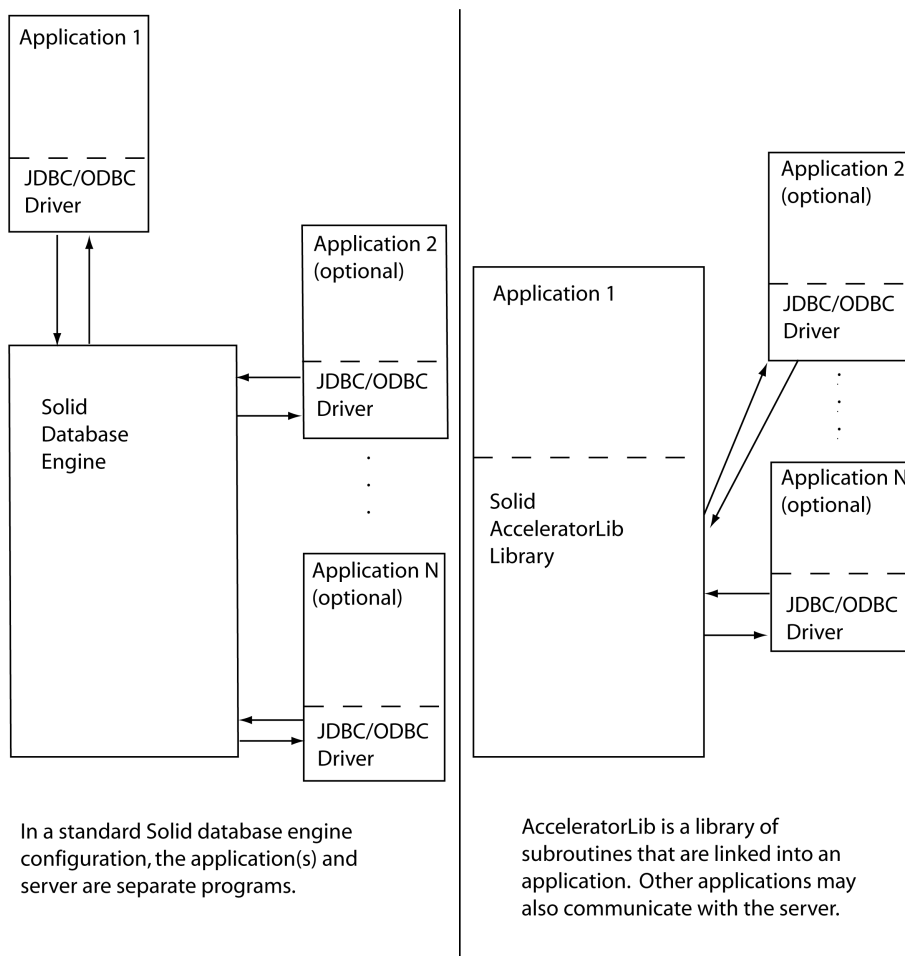 Application 1
JDBC/ODBC
Driver
Application 2
(optional)
JDBC/ODBC
Driver
Solid
Database
Engine
Application N
(optional)
JDBC/ODBC
Driver
In a standard Solid database engine
configuration, the application(s) and
server are separate programs.
Application 2
(optional)
JDBC/ODBC
Driver
Application 1
Solid
AcceleratorLib
Library
Application N
(optional)
JDBC/ODBC
Driver
AcceleratorLib is a library of
subroutines that are linked into an
application. Other applications may
also communicate with the server.